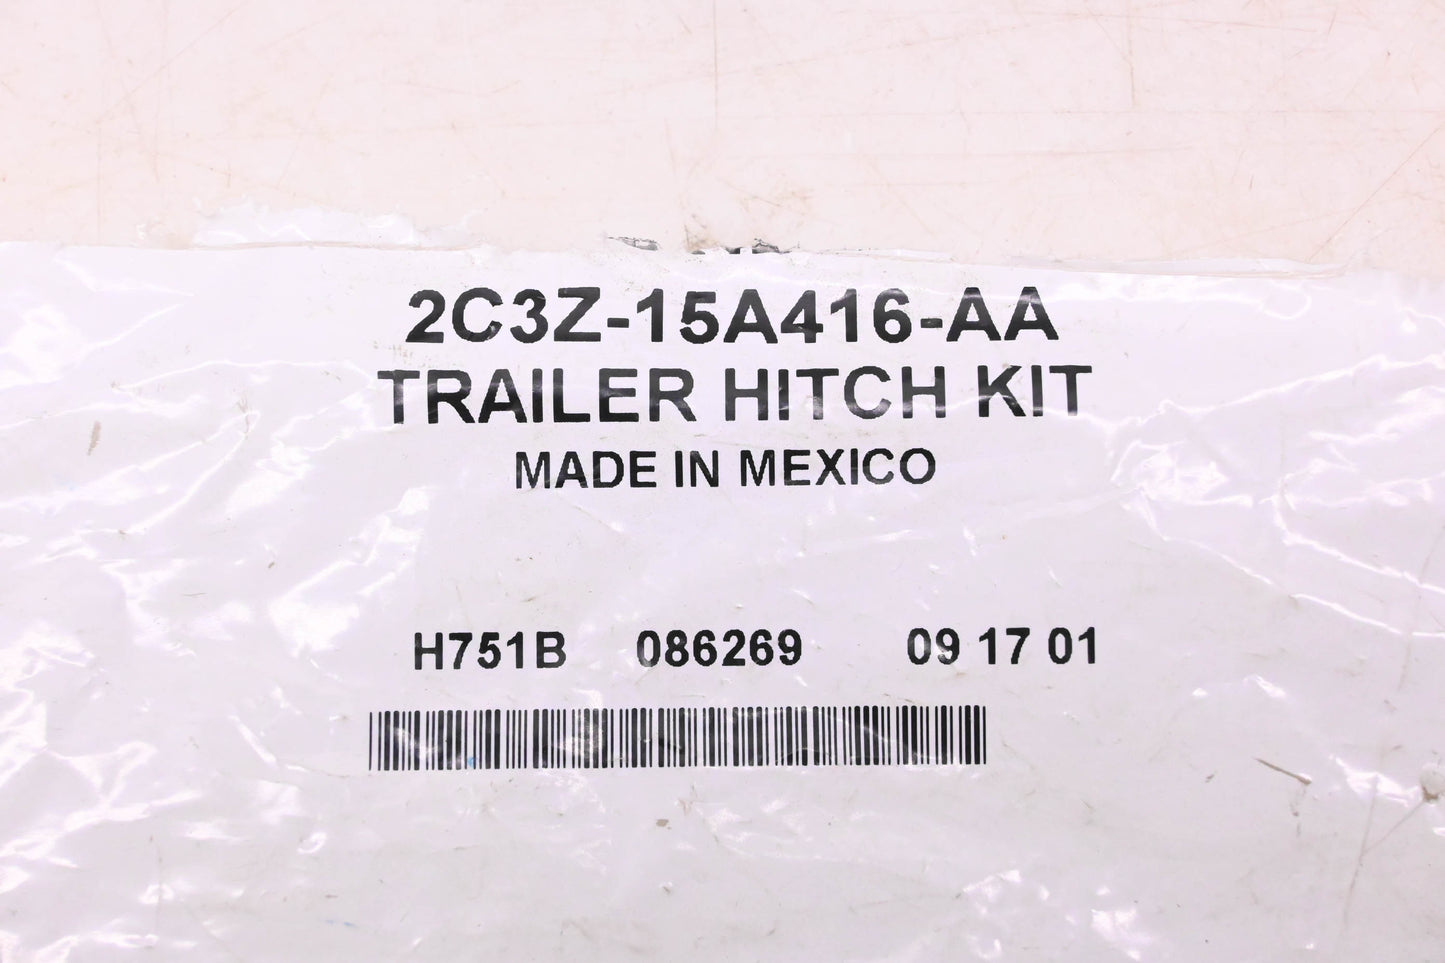 2C3Z-15A416-AA
TRAILER HITCH KIT
MADE IN MEXICO
H751B 086269 09 17 01